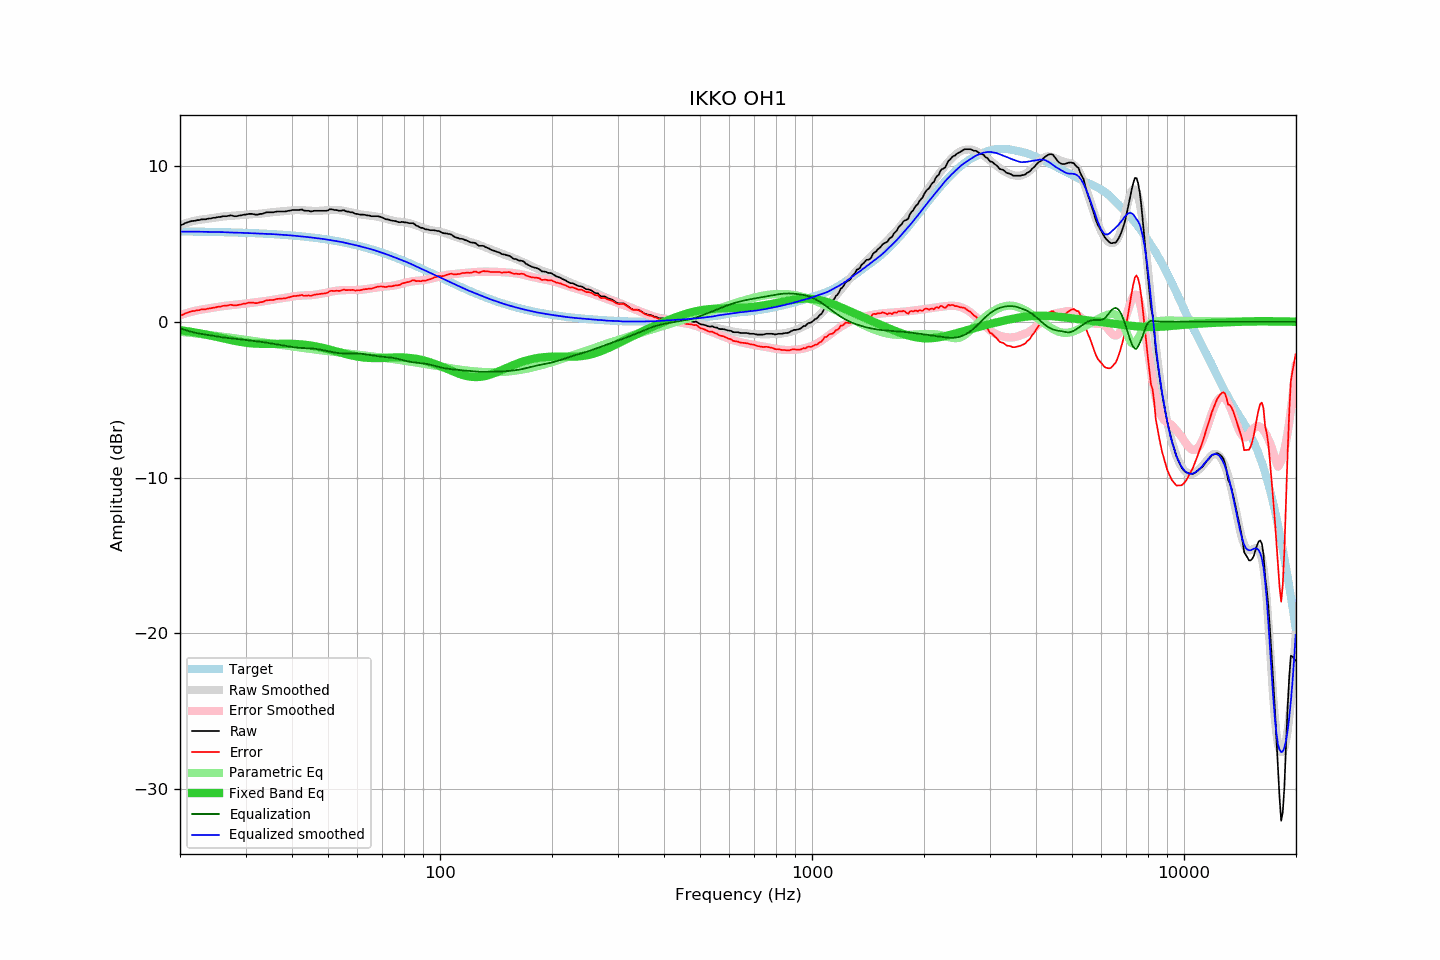 IKKO OH1
10
0
−10
−20
−30
Amplitude (dBr)
Target
Raw Smoothed
Error Smoothed
Raw
Error
Parametric Eq
Fixed Band Eq
Equalization
Equalized smoothed
100
1000
10000
Frequency (Hz)